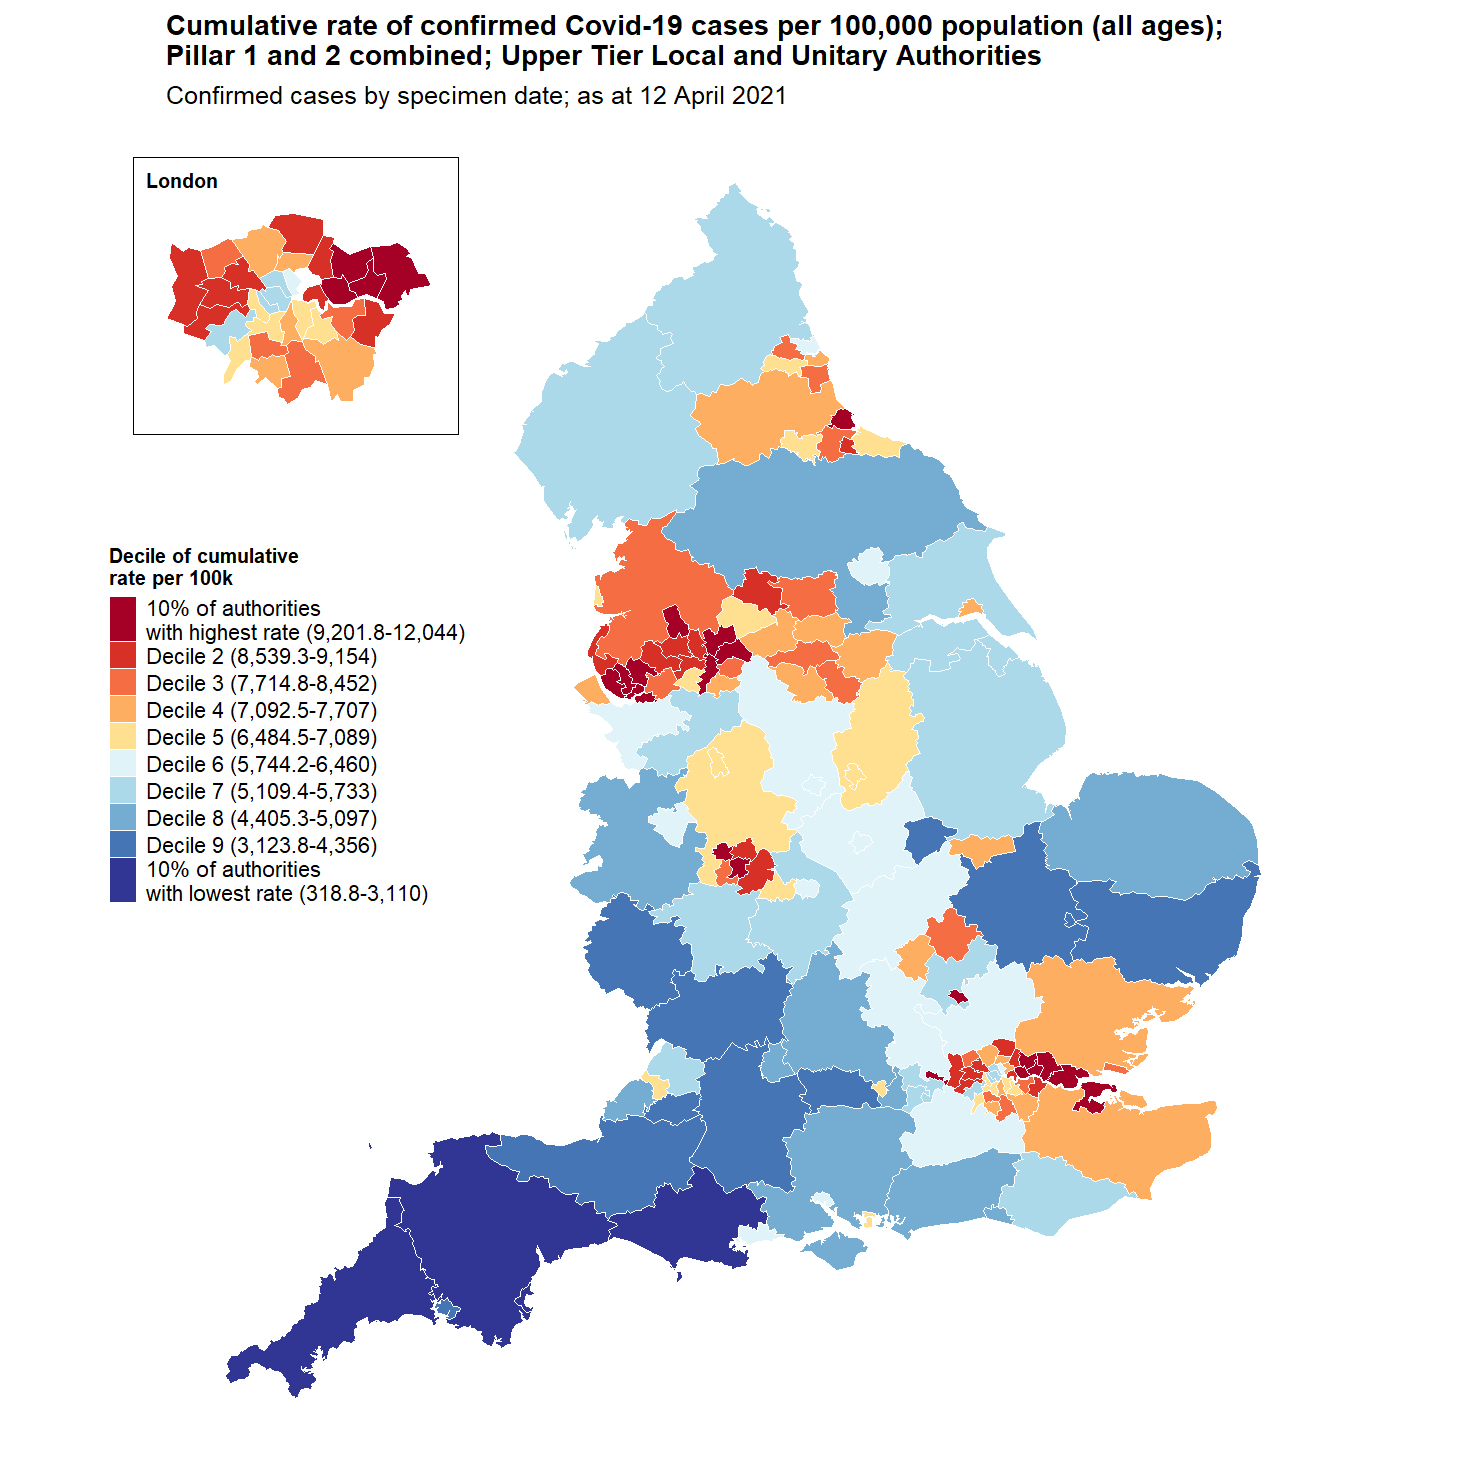 Cumulative rate of confirmed Covid-19 cases per 100,000 population (all ages);
Pillar 1 and 2 combined; Upper Tier Local and Unitary Authorities
Confirmed cases by specimen date; as at 12 April 2021
London
Decile of cumulative
rate per 100k
10% of authorities
with highest rate (9,201.8-12,044)
Decile 2 (8,539.3-9,154)
Decile 3 (7,714.8-8,452)
Decile 4 (7,092.5-7,707)
Decile 5 (6,484.5-7,089)
Decile 6 (5,744.2-6,460)
Decile 7 (5,109.4-5,733)
Decile 8 (4,405.3-5,097)
Decile 9 (3,123.8-4,356)
10% of authorities
with lowest rate (318.8-3,110)